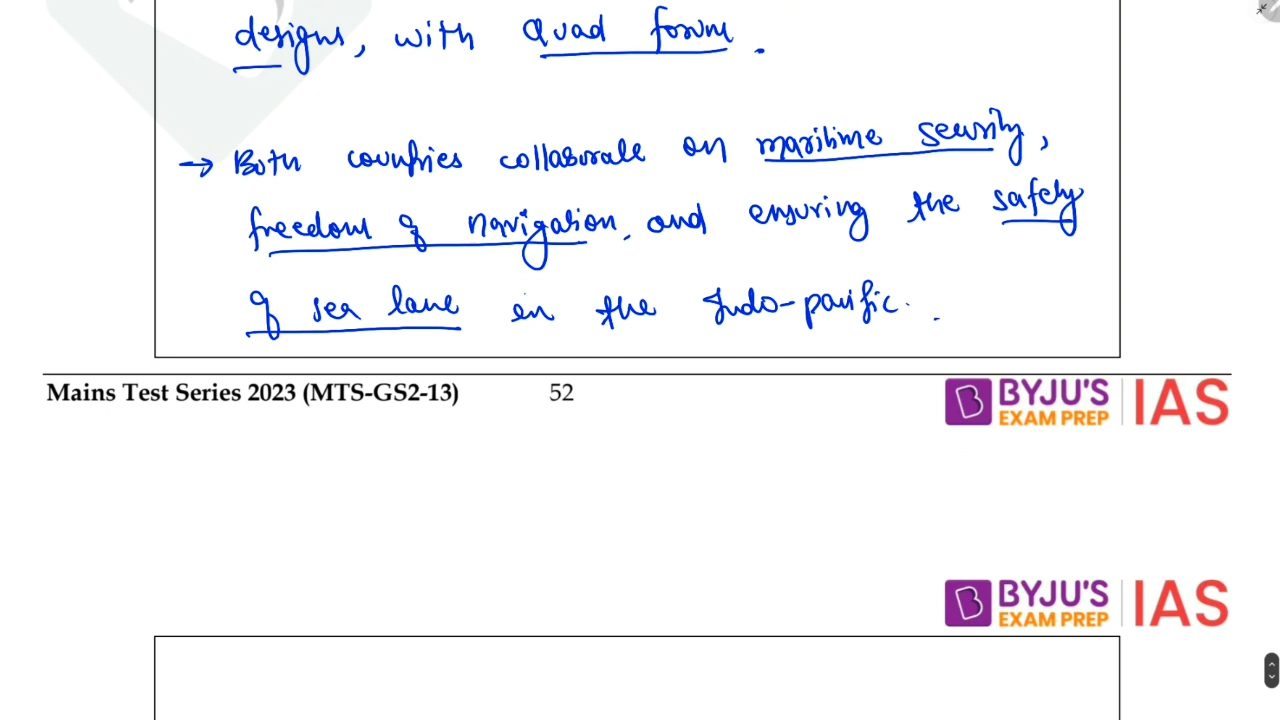 designs, with Quad forum.
→ Both countries collaborate on maritime security,
freedom of navigation, and ensuring the safety
of sea lane in the Indo-pacific.
Mains Test Series 2023 (MTS-GS2-13) 52
BYJU'S EXAM PREP IAS
BYJU'S EXAM PREP IAS